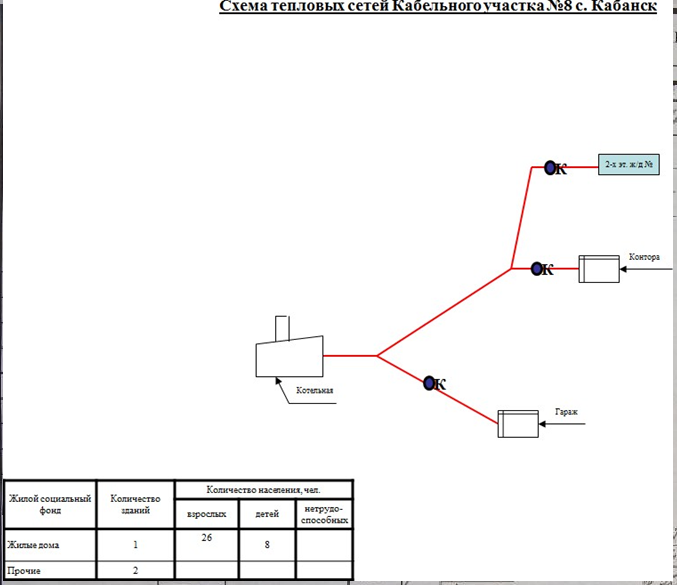 Схема тепловых сетей Кабельного участка №8 с. Кабанск
К
2-х эт. ж/д №
К
Контора
Котельная
К
Гараж
Жилой социальный
фонд
Количество
зданий
Количество населения, чел.
взрослых
детей
нетрудо-
способных
Жилые дома
1
26
8
Прочие
2